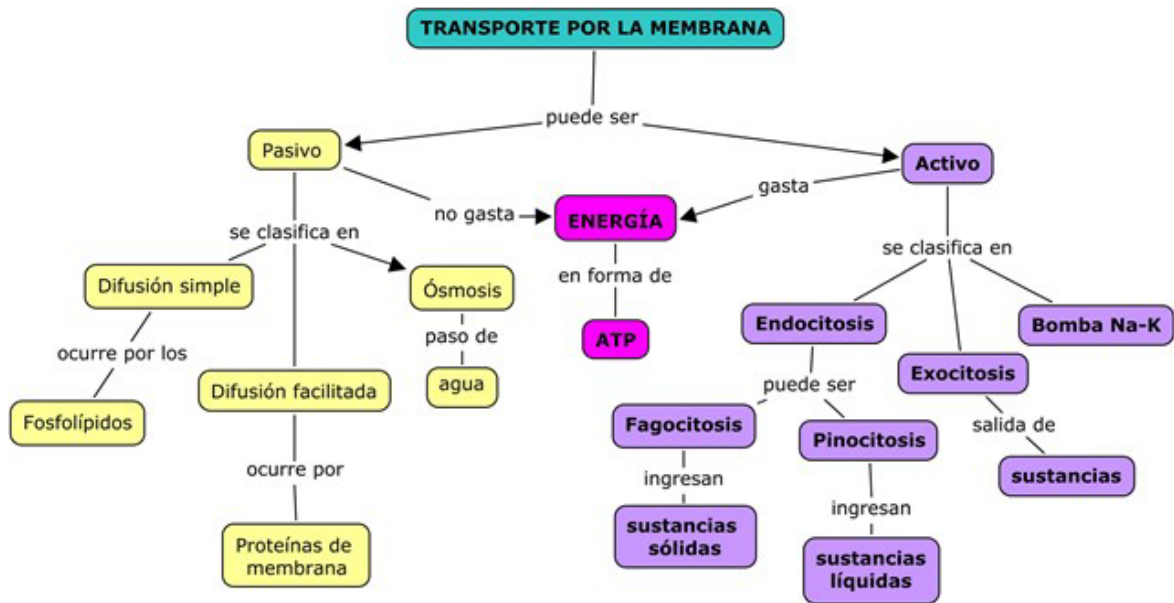 TRANSPORTE POR LA MEMBRANA
puede ser
Pasivo
Activo
gasta
no gasta
ENERGÍA
se clasifica en
se clasifica en
en forma de
Difusión simple
Ósmosis
Endocitosis
Bomba Na-K
ATP
ocurre por los
paso de
Exocitosis
agua
Difusión facilitada
puede ser
Fosfolípidos
Fagocitosis
Pinocitosis
salida de
sustancias
ocurre por
ingresan
ingresan
sustancias
sólidas
Proteínas de
membrana
sustancias
líquidas